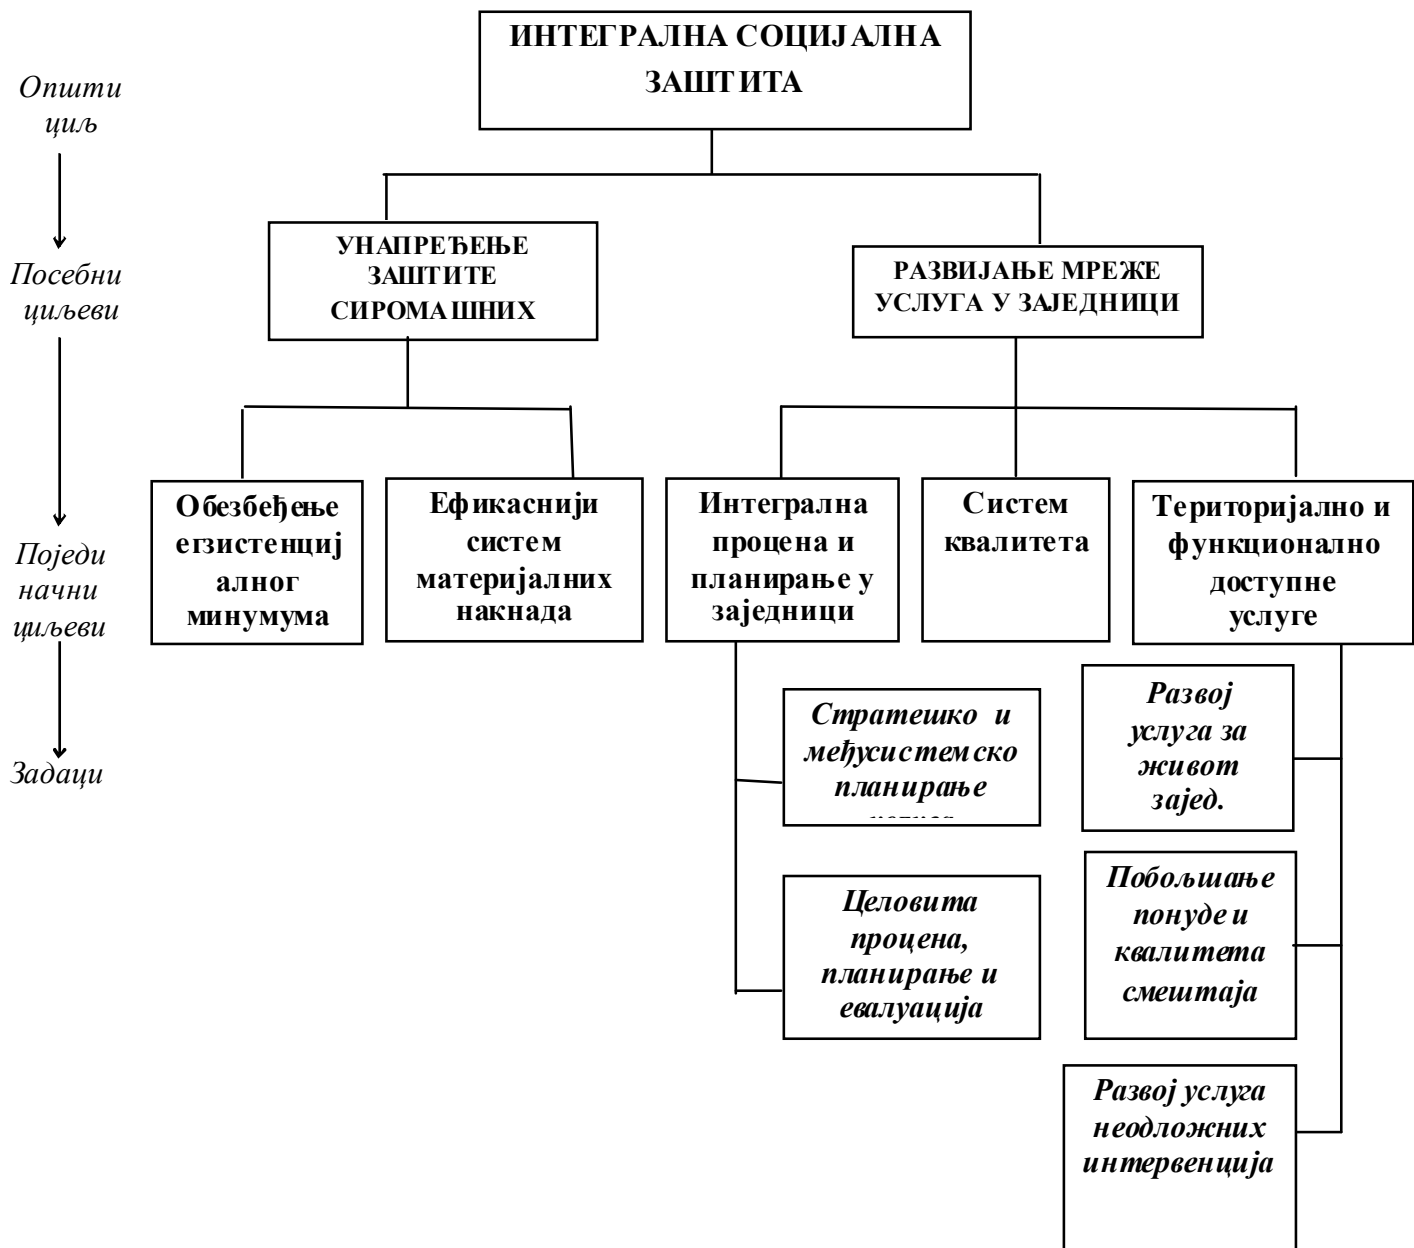 ИНТЕГРАЛНА СОЦИЈАЛНА
ЗАШТИТА
Општи
циљ
УНАПРЕЂЕЊЕ
ЗАШТИТЕ
СИРОМАШНИХ
РАЗВИЈАЊЕ МРЕЖЕ
УСЛУГА У ЗАЈЕДНИЦИ
Посебни
циљеви
Обезбеђење
егзистенциј
алног
минумума
Ефикаснији
систем
материјалних
накнада
Интегрална
процена и
планирање у
заједници
Систем
квалитета
Територијално и
функционално
доступне
услуге
Поједи
начни
циљеви
Стратешко и
међусистемско
планирање
Развој
услуга за
живот
зајед.
Задаци
Целовита
процена,
планирање и
евалуација
Побољшање
понуде и
квалитета
смештаја
Развој услуга
неодложних
интервенција